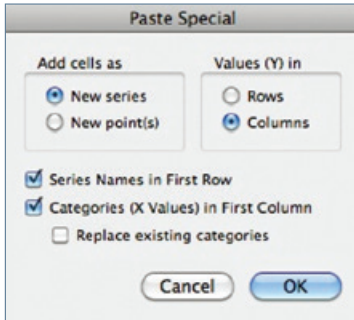 Paste Special
Add cells as
New series
New point(s)
Values (Y) in
Rows
Columns
Series Names in First Row
Categories (X Values) in First Column
Replace existing categories
Cancel
OK